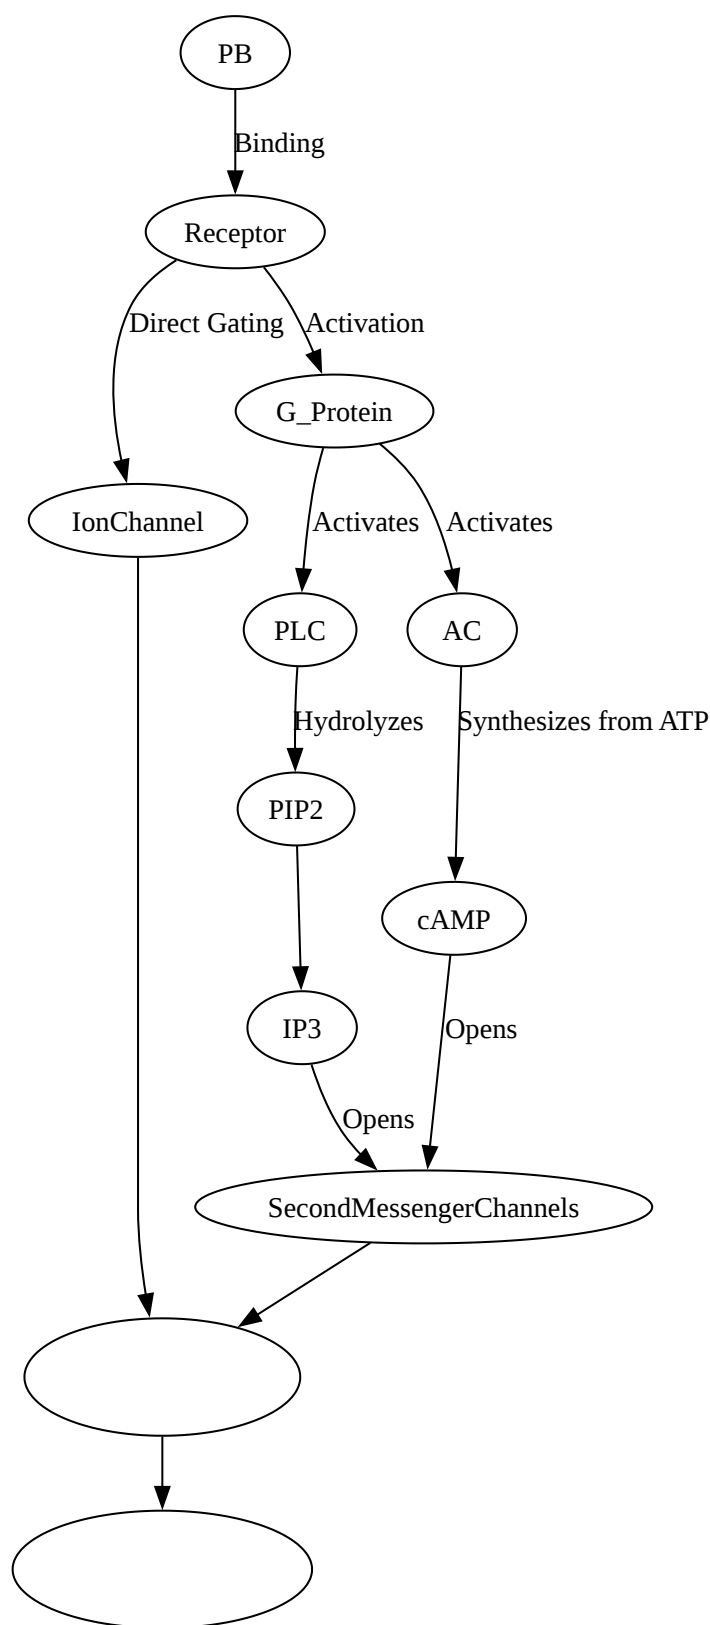 PB
Binding
Receptor
Direct Gating
Activation
G_Protein
IonChannel
Activates
Activates
PLC
AC
Hydrolyzes
Synthesizes from ATP
PIP2
cAMP
IP3
Opens
Opens
SecondMessengerChannels